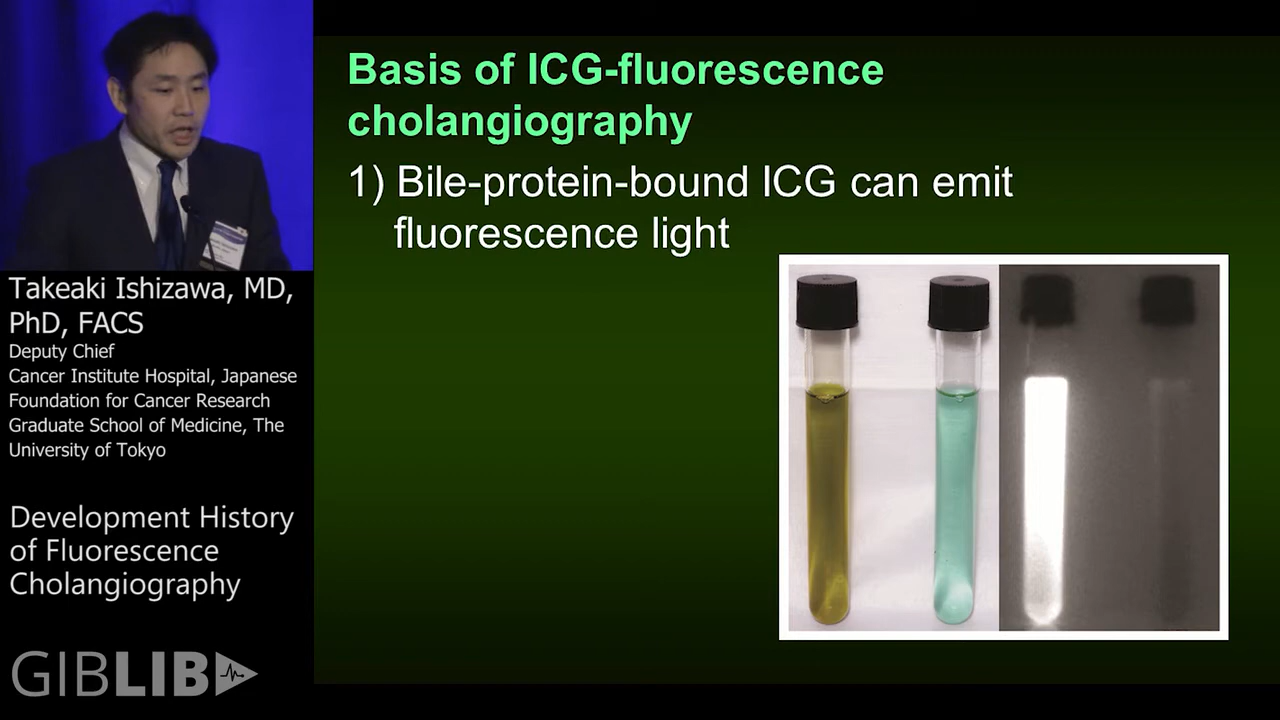 Basis of ICG-fluorescence
cholangiography
1) Bile-protein-bound ICG can emit
fluorescence light
Takeaki Ishizawa, MD,
PhD, FACS
Deputy Chief
Cancer Institute Hospital, Japanese
Foundation for Cancer Research
Graduate School of Medicine, The
University of Tokyo
Development History
of Fluorescence
Cholangiography
GIBLIB